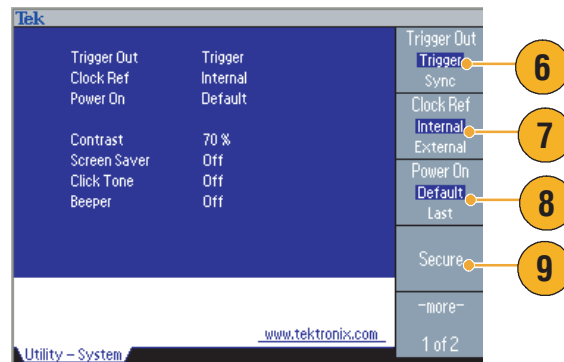 Tek
Trigger Out Trigger
Clock Ref Internal
Power On Default
Contrast 70 %
Screen Saver Off
Click Tone Off
Beeper Off
www.tektronix.com
Utility – System
Trigger Out
Trigger
Sync
Clock Ref
Internal
External
Power On
Default
Last
Secure
-more-
1 of 2
6
7
8
9